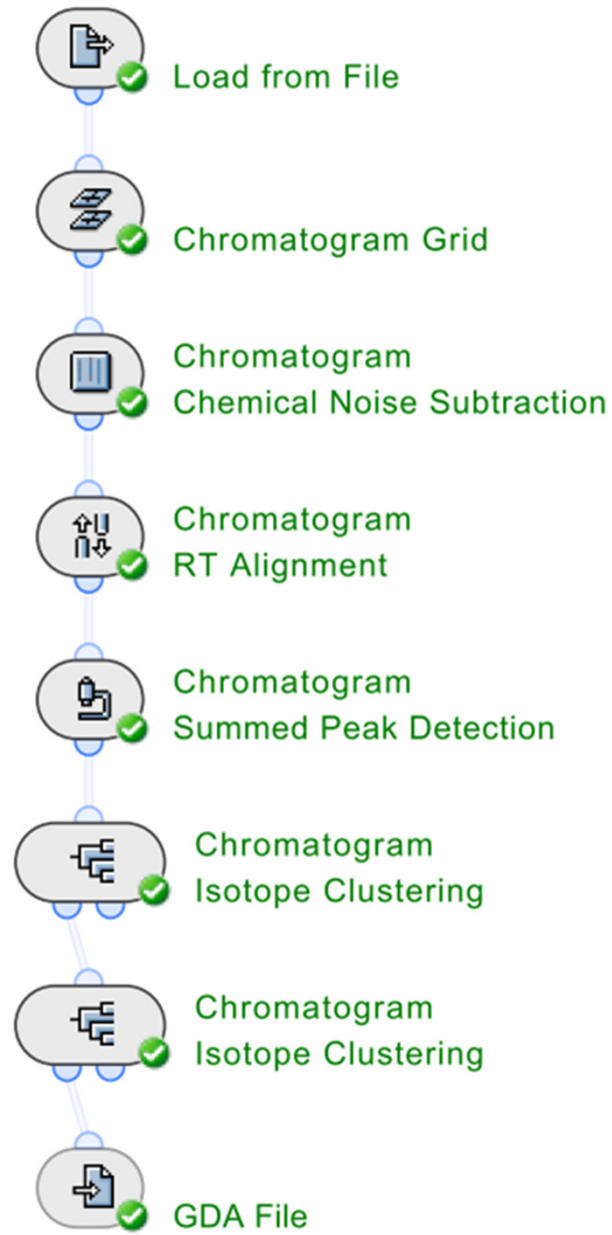 Load from File
Chromatogram Grid
Chromatogram
Chemical Noise Subtraction
Chromatogram
RT Alignment
Chromatogram
Summed Peak Detection
Chromatogram
Isotope Clustering
Chromatogram
Isotope Clustering
GDA File